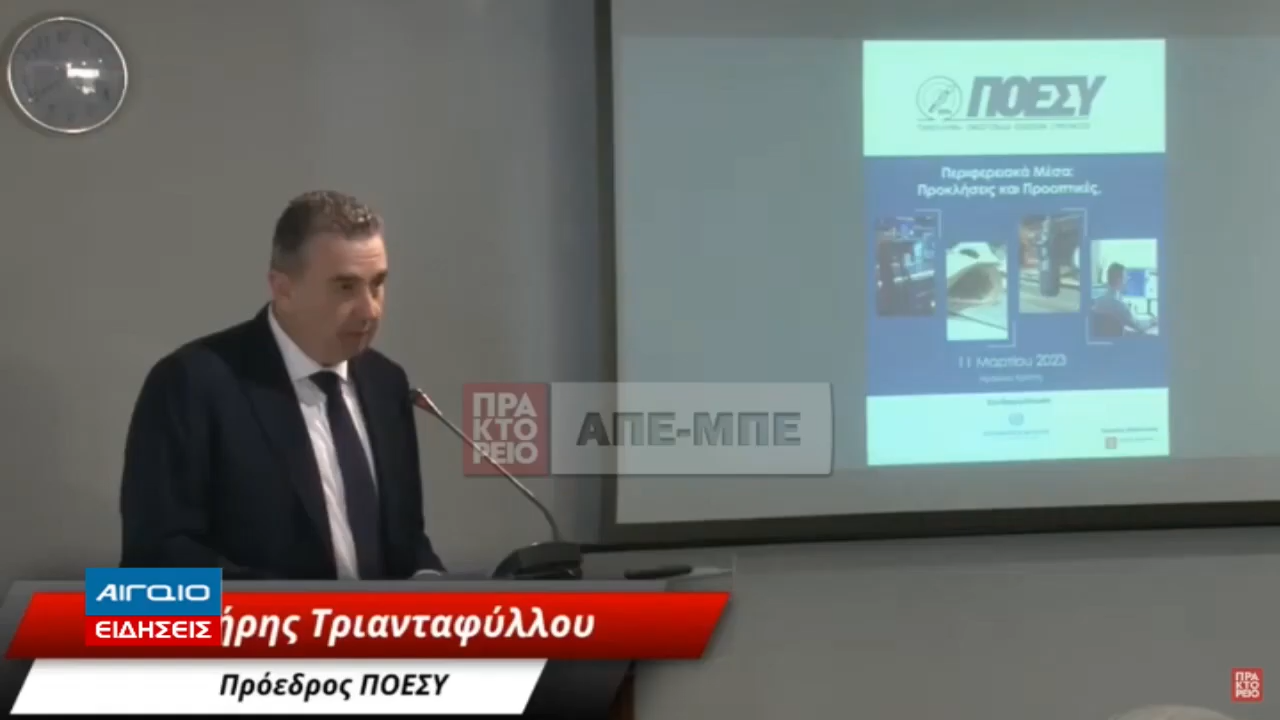 ΠΟΕΣΥ
Περιφερειακά Μέσα:
Προκλήσεις και Προοπτικές,
11 Μαρτίου 2023
ΠΡΑ
ΚΤΟ
ΡΕΙΟ
ΑΠΕ-ΜΠΕ
ΑΙΓΑΙΟ
ΕΙΔΗΣΕΙΣ
ήρης Τριανταφύλλου
Πρόεδρος ΠΟΕΣΥ
ΠΡΑ
ΚΤΟ
ΡΕΙΟ